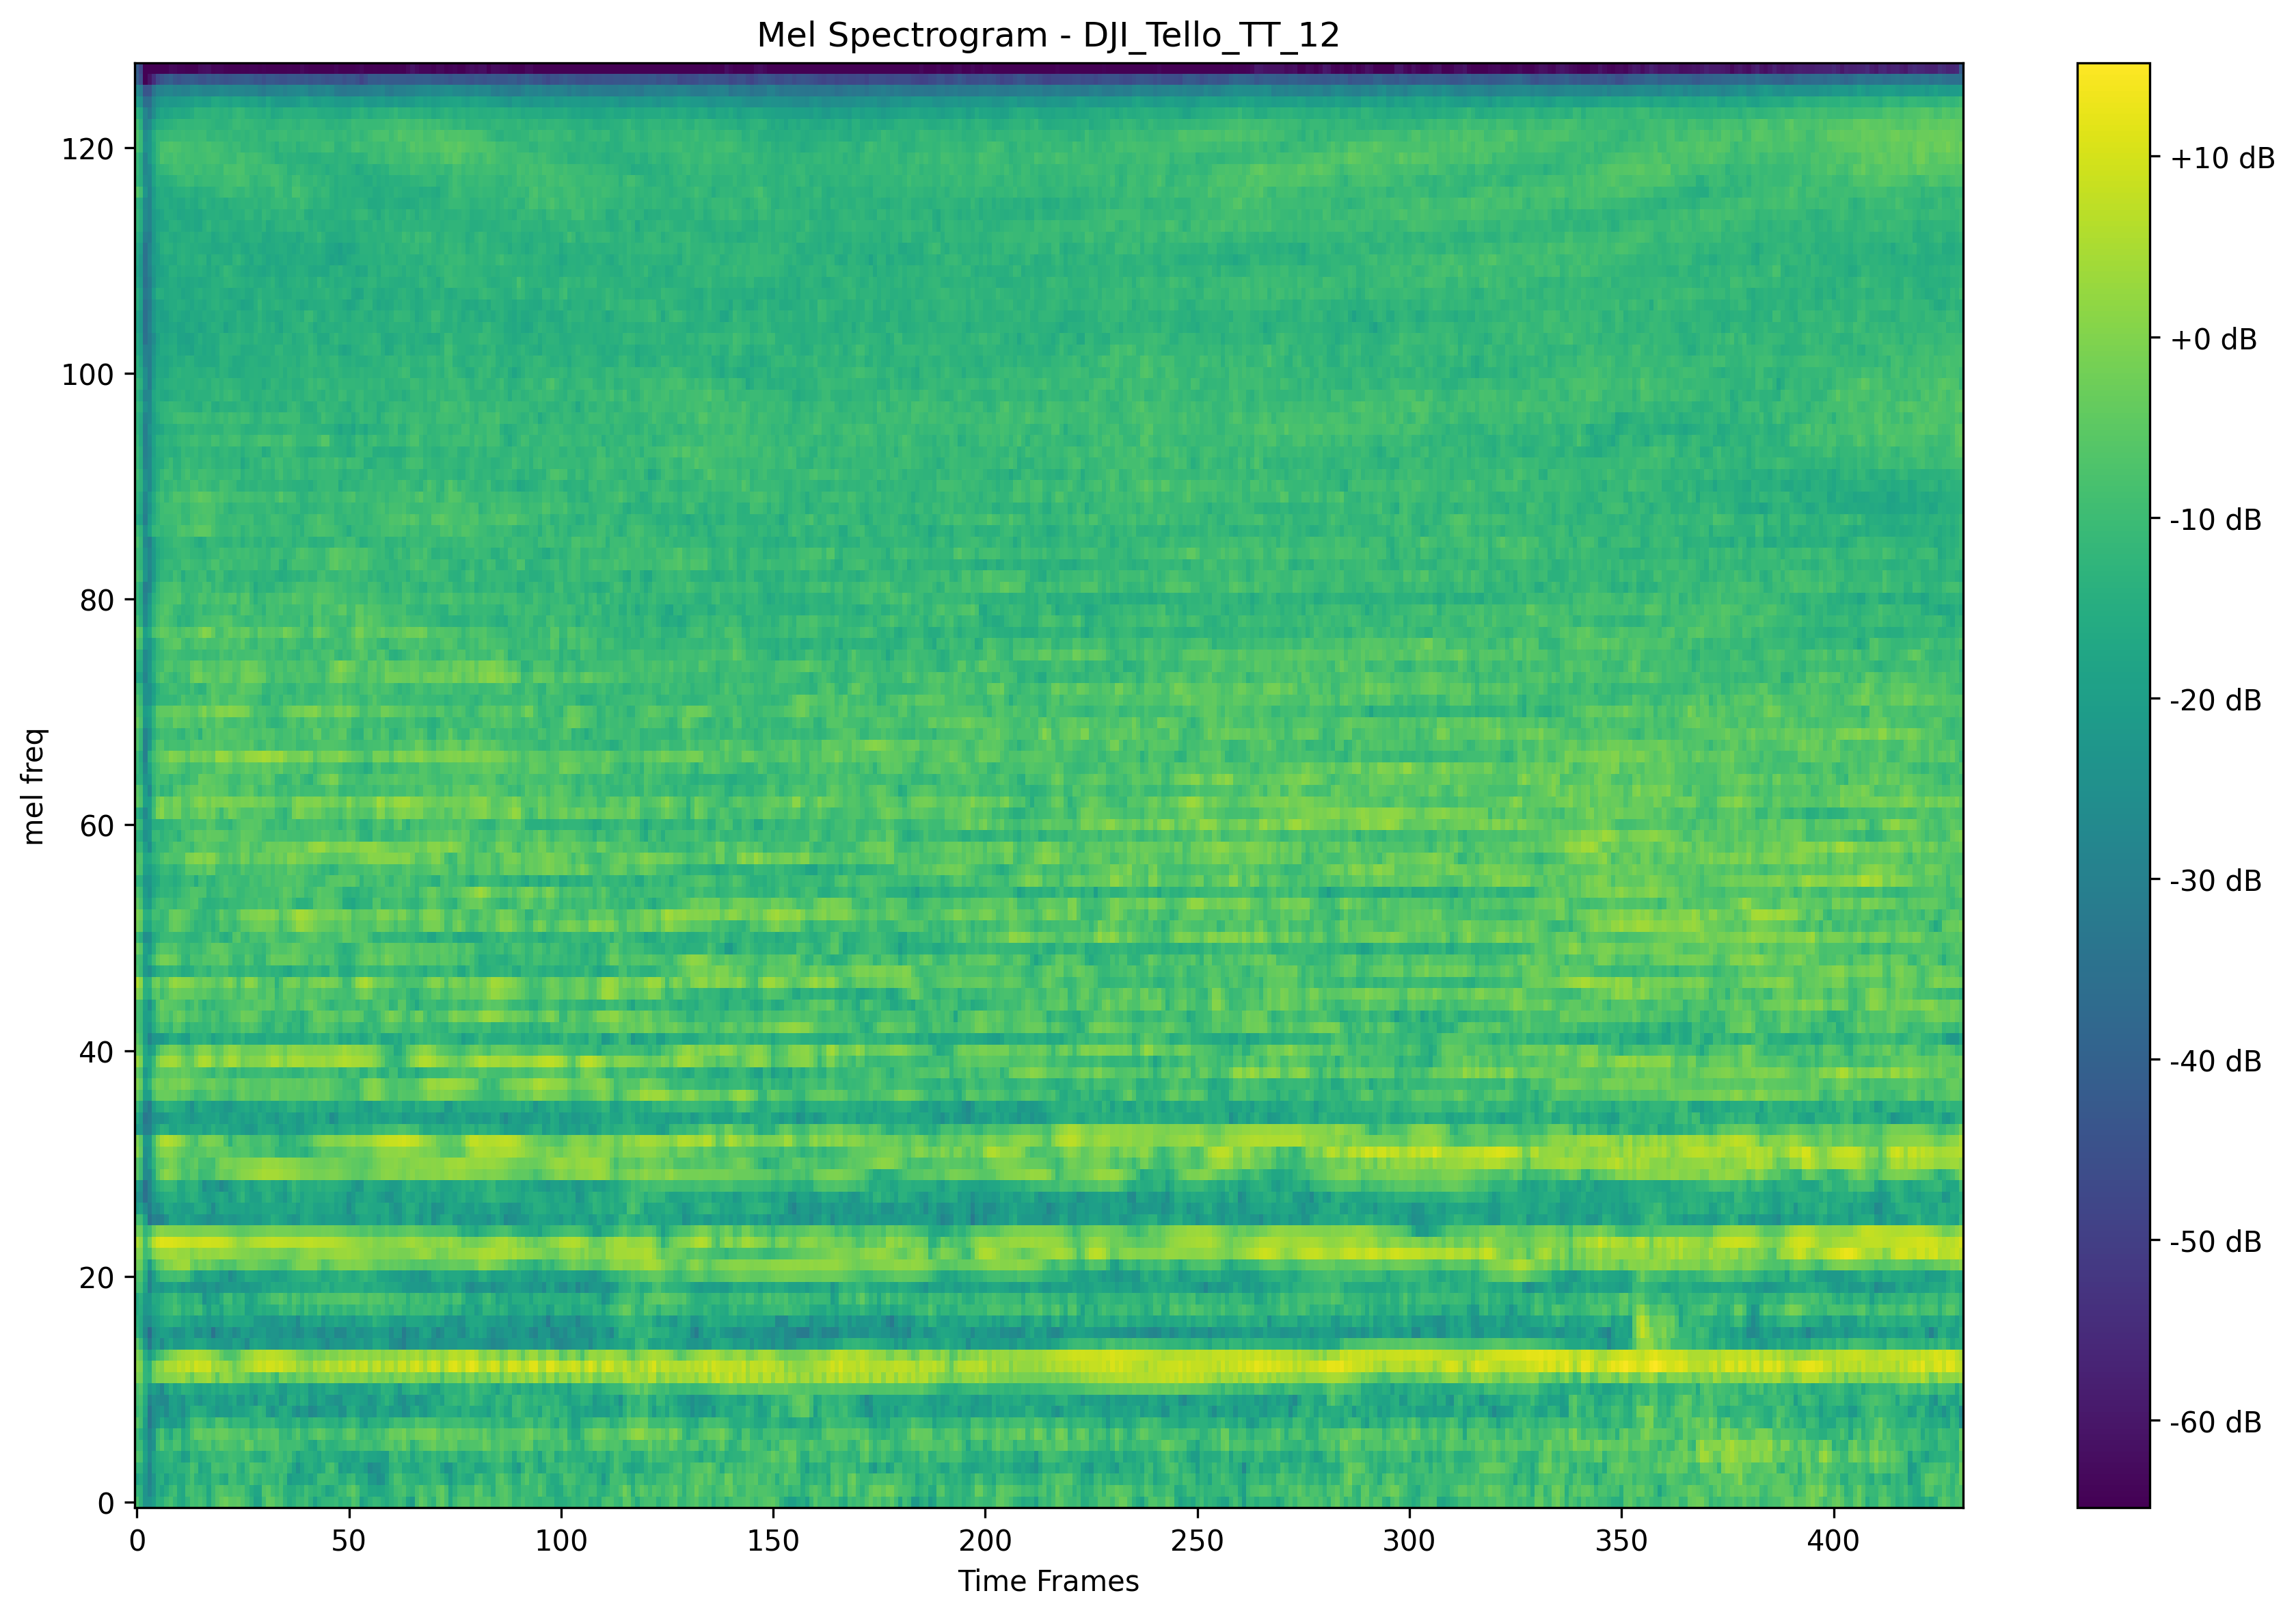 Mel Spectrogram - DJI_Tello_TT_12
mel freq
120
100
80
60
40
20
0
0 50 100 150 200 250 300 350 400
Time Frames
+10 dB
+0 dB
-10 dB
-20 dB
-30 dB
-40 dB
-50 dB
-60 dB